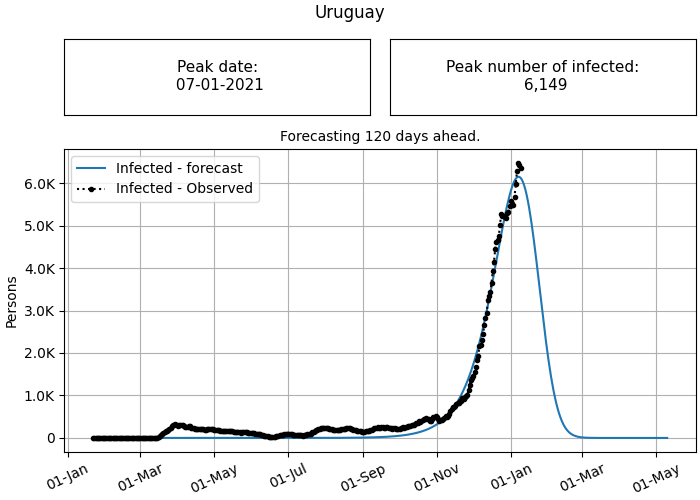 Uruguay
Peak date:
07-01-2021
Peak number of infected:
6,149
Forecasting 120 days ahead.
Infected - forecast
Infected - Observed
Persons
6.0K
5.0K
4.0K
3.0K
2.0K
1.0K
0
01-Jan
01-Mar
01-May
01-Jul
01-Sep
01-Nov
01-Jan
01-Mar
01-May